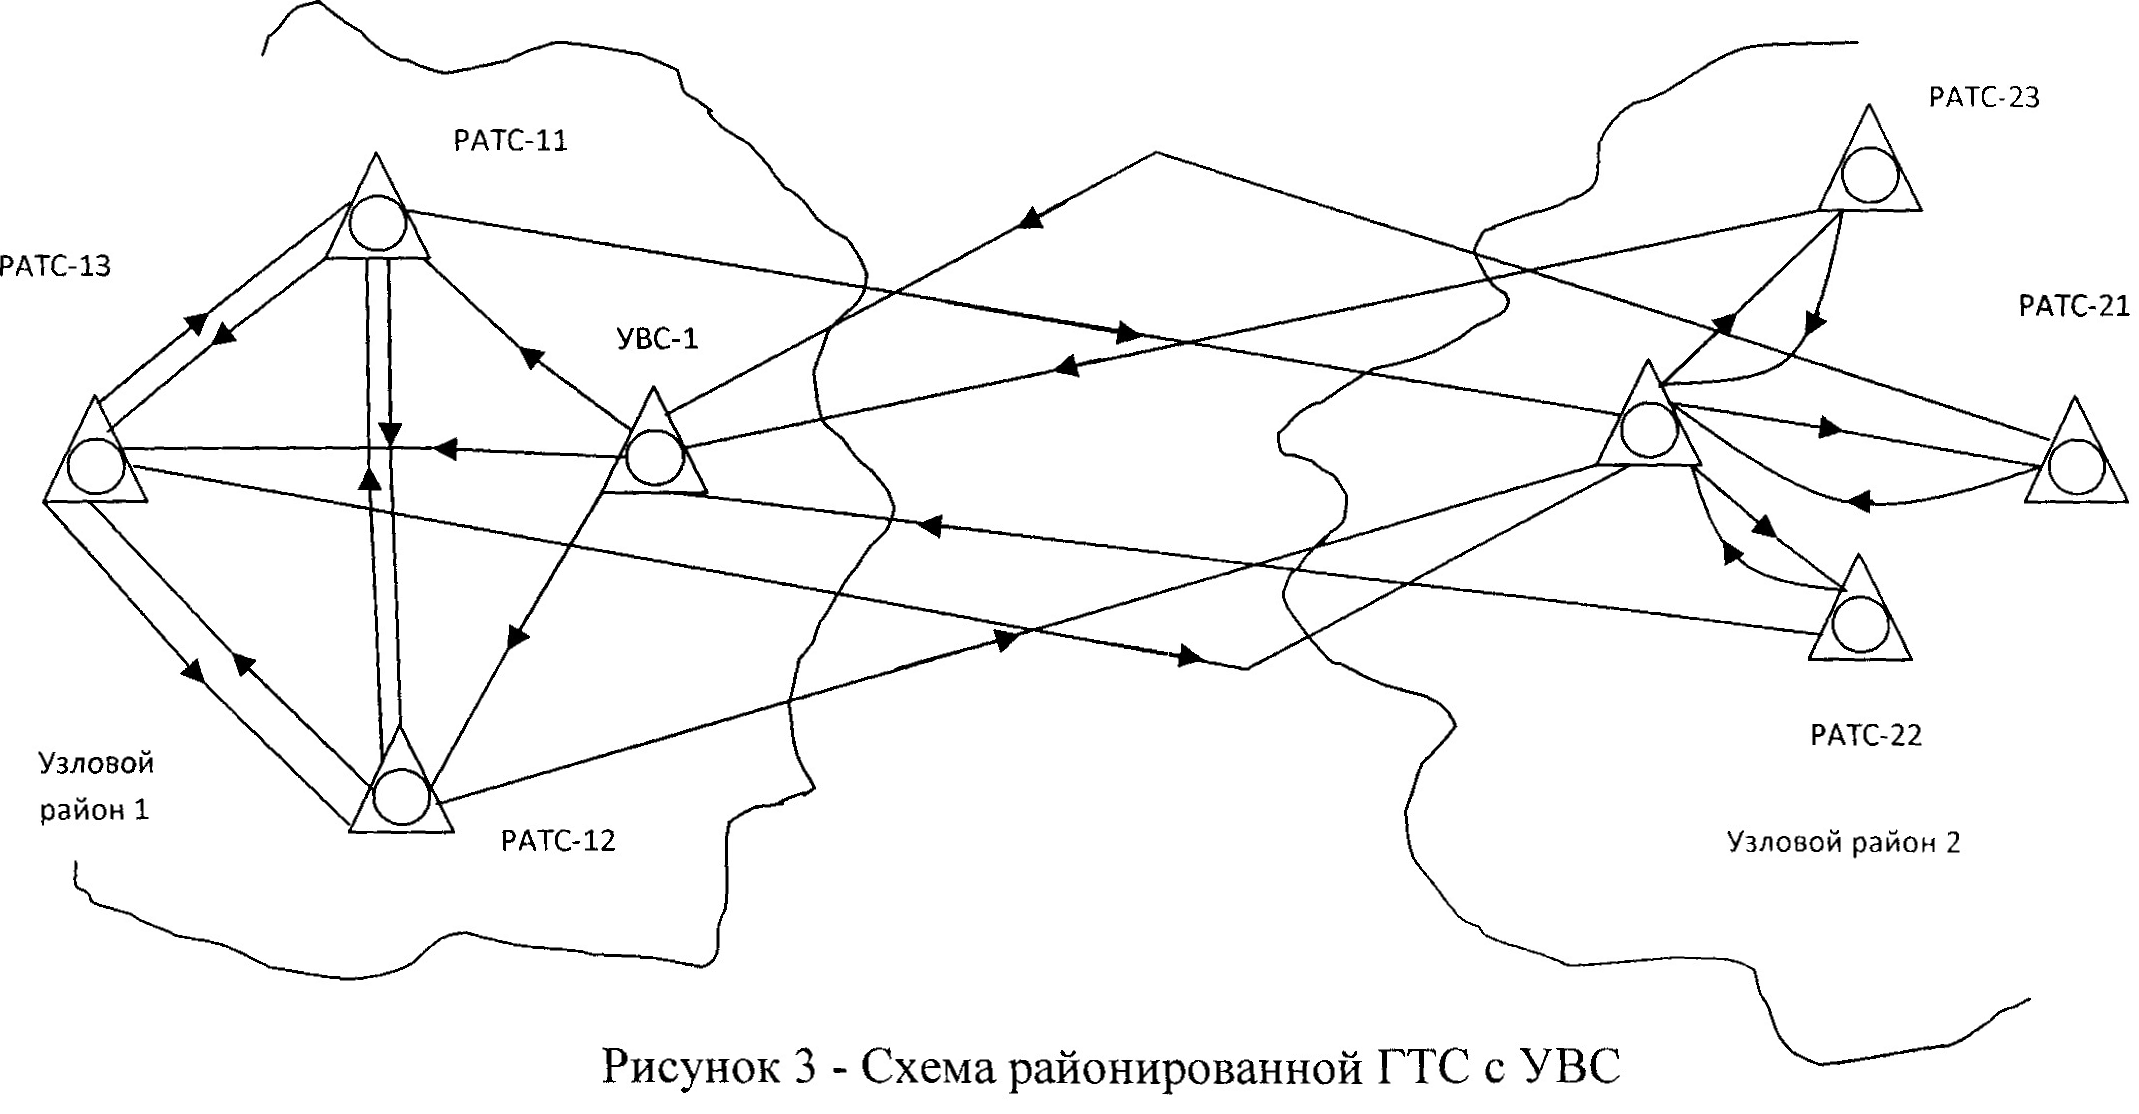 РАТС-23
РАТС-11
РАТС-13
РАТС-21
УВС-1
РАТС-22
Узловой
район 1
РАТС-12
Узловой район 2
Рисунок 3 - Схема районированной ГТС с УВС